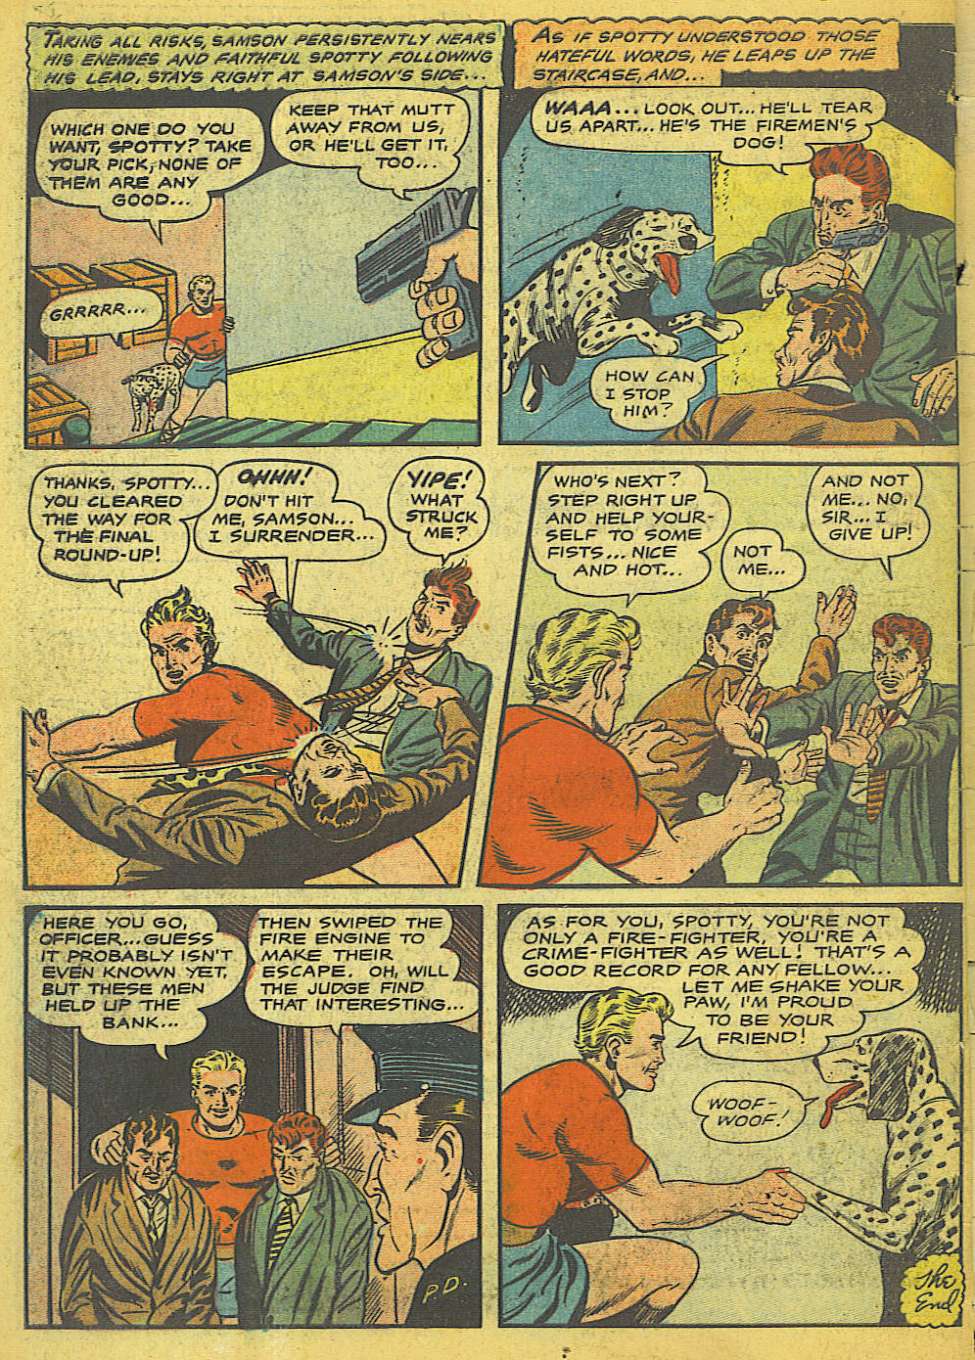 TAKING ALL RISKS, SAMSON PERSISTENTLY NEARS
HIS ENEMIES AND FAITHFUL SPOTTY FOLLOWING
HIS LEAD, STAYS RIGHT AT SAMSON'S SIDE...
WHICH ONE DO YOU
WANT, SPOTTY? TAKE
YOUR PICK, NONE OF
THEM ARE ANY
GOOD...
KEEP THAT MUTT
AWAY FROM US,
OR HE'LL GET IT,
TOO...
GRRRRR...
AS IF SPOTTY UNDERSTOOD THOSE
HATEFUL WORDS, HE LEAPS UP THE
STAIRCASE, AND...
WAAA...LOOK OUT...HE'LL TEAR
US APART...HE'S THE FIREMEN'S
DOG!
HOW CAN
I STOP
HIM?
THANKS, SPOTTY...
YOU CLEARED
THE WAY FOR
THE FINAL
ROUND-UP!
OHHH!
DON'T HIT
ME, SAMSON...
I SURRENDER...
YIPE!
WHAT
STRUCK
ME?
WHO'S NEXT?
STEP RIGHT UP
AND HELP YOUR-
SELF TO SOME
FISTS...NICE
AND HOT...
NOT
ME...
AND NOT
ME... NO,
SIR... I
GIVE UP!
HERE YOU GO,
OFFICER...GUESS
IT PROBABLY ISN'T
EVEN KNOWN YET,
BUT THESE MEN
HELD UP THE
BANK...
THEN SWIPED THE
FIRE ENGINE TO
MAKE THEIR
ESCAPE. OH, WILL
THE JUDGE FIND
THAT INTERESTING...
P.D.
AS FOR YOU, SPOTTY, YOU'RE NOT
ONLY A FIRE-FIGHTER, YOU'RE A
CRIME-FIGHTER AS WELL! THAT'S A
GOOD RECORD FOR ANY FELLOW...
LET ME SHAKE YOUR
PAW, I'M PROUD
TO BE YOUR
FRIEND!
WOOF-
WOOF!
The
End